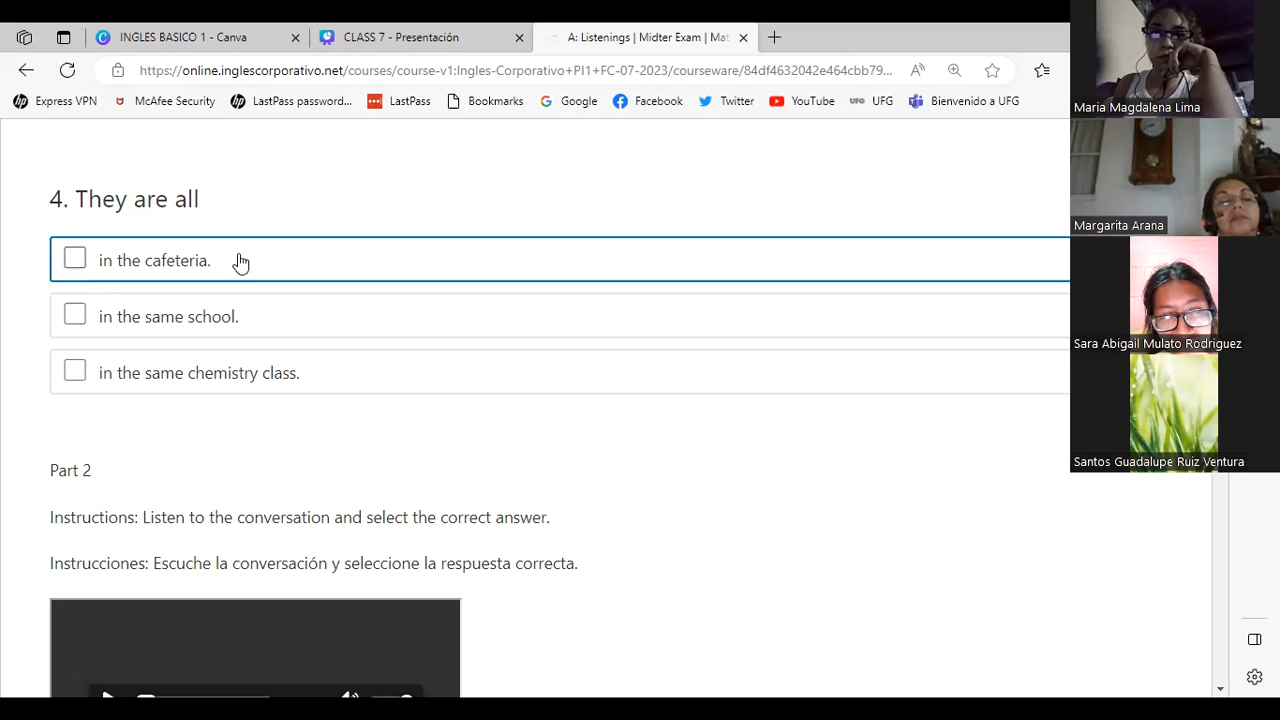 INGLES BASICO 1 - Canva
CLASS 7 - Presentación
A: Listenings | Midter Exam | Mat
https://online.inglescorporativo.net/courses/course-v1:Ingles-Corporativo+PI1+FC-07-2023/courseware/84df4632042e464cbb79...
Express VPN
McAfee Security
LastPass password...
LastPass
Bookmarks
Google
Facebook
Twitter
YouTube
UFG
UFG
Bienvenido a UFG
Maria Magdalena Lima
Margarita Arana
Sara Abigail Mulato Rodriguez
Santos Guadalupe Ruiz Ventura
4. They are all
in the cafeteria.
in the same school.
in the same chemistry class.
Part 2
Instructions: Listen to the conversation and select the correct answer.
Instrucciones: Escuche la conversación y seleccione la respuesta correcta.